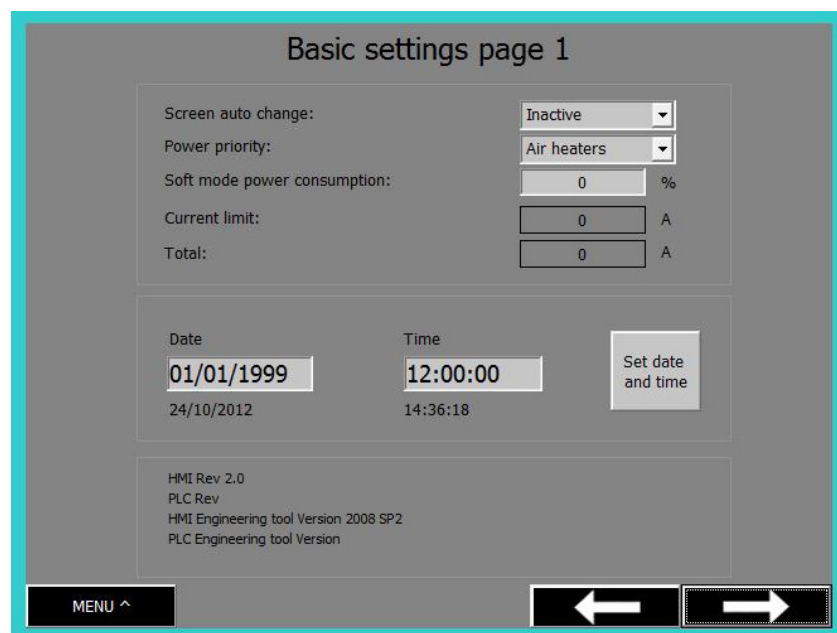 Basic settings page 1
Screen auto change: Inactive
Power priority: Air heaters
Soft mode power consumption: 0 %
Current limit: 0 A
Total: 0 A
Date Time
01/01/1999 12:00:00 Set date and time
24/10/2012 14:36:18
HMI Rev 2.0
PLC Rev
HMI Engineering tool Version 2008 SP2
PLC Engineering tool Version
MENU ^